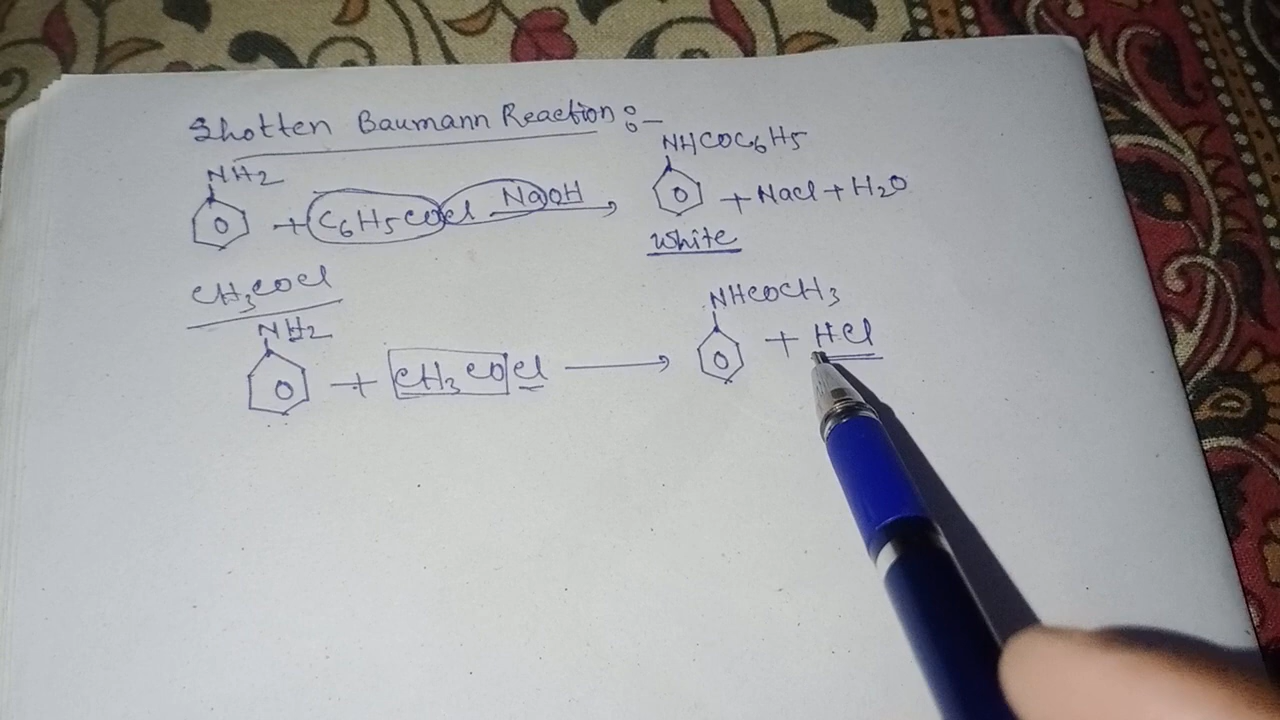 Shotten Baumann Reaction :-
NH2 NHCOC6H5
+ C6H5COCl NaOH → + NaCl + H2O
White
CH3COCl
NH2 NHCOCH3
+ CH3COCl → + HCl